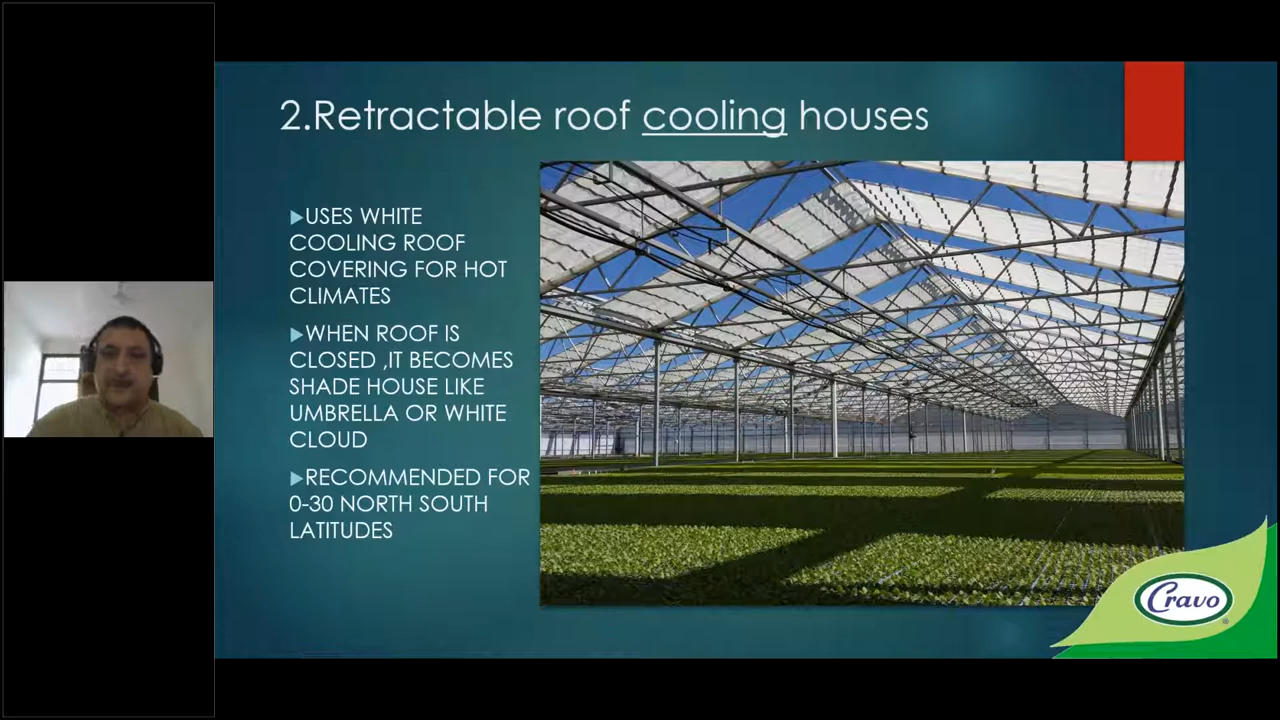 2.Retractable roof cooling houses
▶USES WHITE
COOLING ROOF
COVERING FOR HOT
CLIMATES
▶WHEN ROOF IS
CLOSED ,IT BECOMES
SHADE HOUSE LIKE
UMBRELLA OR WHITE
CLOUD
▶RECOMMENDED FOR
0-30 NORTH SOUTH
LATITUDES
Cravo